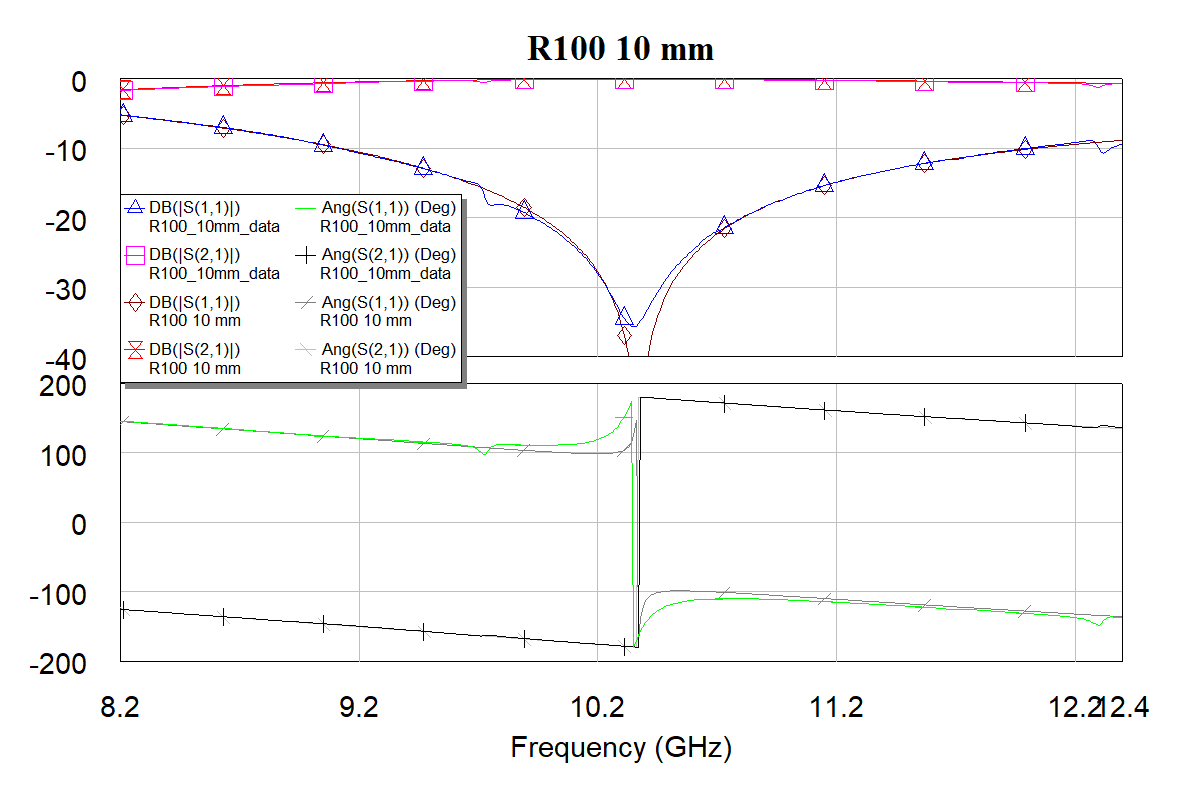 R100 10 mm
0
-10
-20
-30
-40
DB(|S(1,1)|)
R100_10mm_data
Ang(S(1,1)) (Deg)
R100_10mm_data
DB(|S(2,1)|)
R100_10mm_data
Ang(S(2,1)) (Deg)
R100_10mm_data
DB(|S(1,1)|)
R100 10 mm
Ang(S(1,1)) (Deg)
R100 10 mm
DB(|S(2,1)|)
R100 10 mm
Ang(S(2,1)) (Deg)
R100 10 mm
200
100
0
-100
-200
8.2 9.2 10.2 11.2 12.2 12.4
Frequency (GHz)